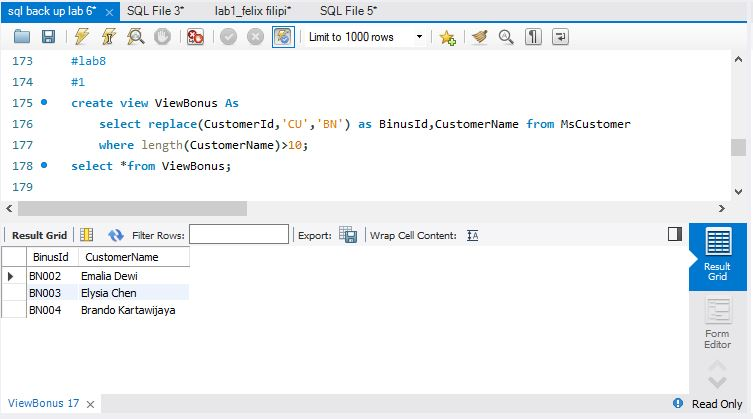 sql back up lab 6* SQL File 3* lab1_felix filipi* SQL File 5*
Limit to 1000 rows
173 #lab8
174 #1
175 create view ViewBonus As
176 select replace(CustomerId,'CU','BN') as BinusId,CustomerName from MsCustomer
177 where length(CustomerName)>10;
178 select *from ViewBonus;
179
Result Grid Filter Rows: Export: Wrap Cell Content: IA
BinusId CustomerName
BN002 Emalia Dewi
BN003 Elysia Chen
BN004 Brando Kartawijaya
Result
Grid
Form
Editor
ViewBonus 17 Read Only